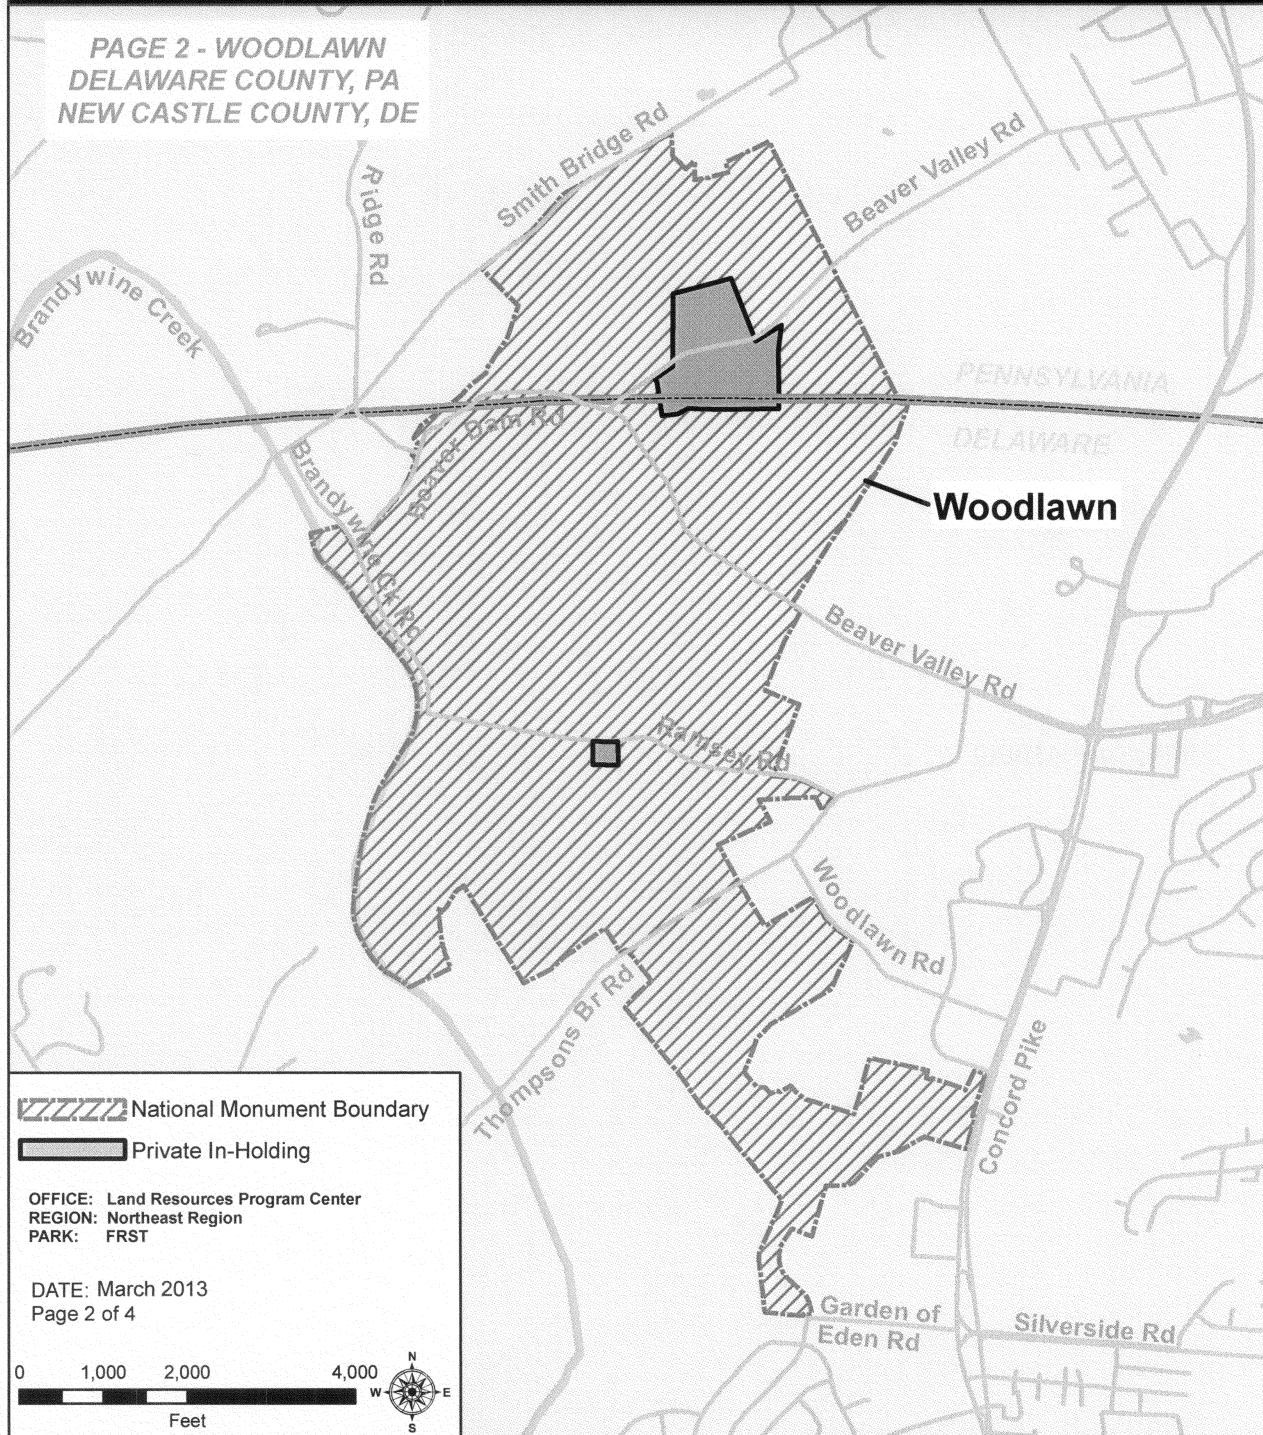 PAGE 2 - WOODLAWN
DELAWARE COUNTY, PA
NEW CASTLE COUNTY, DE
Smith Bridge Rd
Beaver Valley Rd
Ridge Rd
Brandywine Creek
PENNSYLVANIA
DELAWARE
Beaver Dam Rd
Brandywine Ck Rd
Woodlawn
Beaver Valley Rd
Ramsey Rd
Woodlawn Rd
Thompsons Br Rd
Concord Pike
Garden of
Eden Rd
Silverside Rd
National Monument Boundary
Private In-Holding
OFFICE: Land Resources Program Center
REGION: Northeast Region
PARK: FRST
DATE: March 2013
Page 2 of 4
0 1,000 2,000 4,000
Feet
N
W E
S